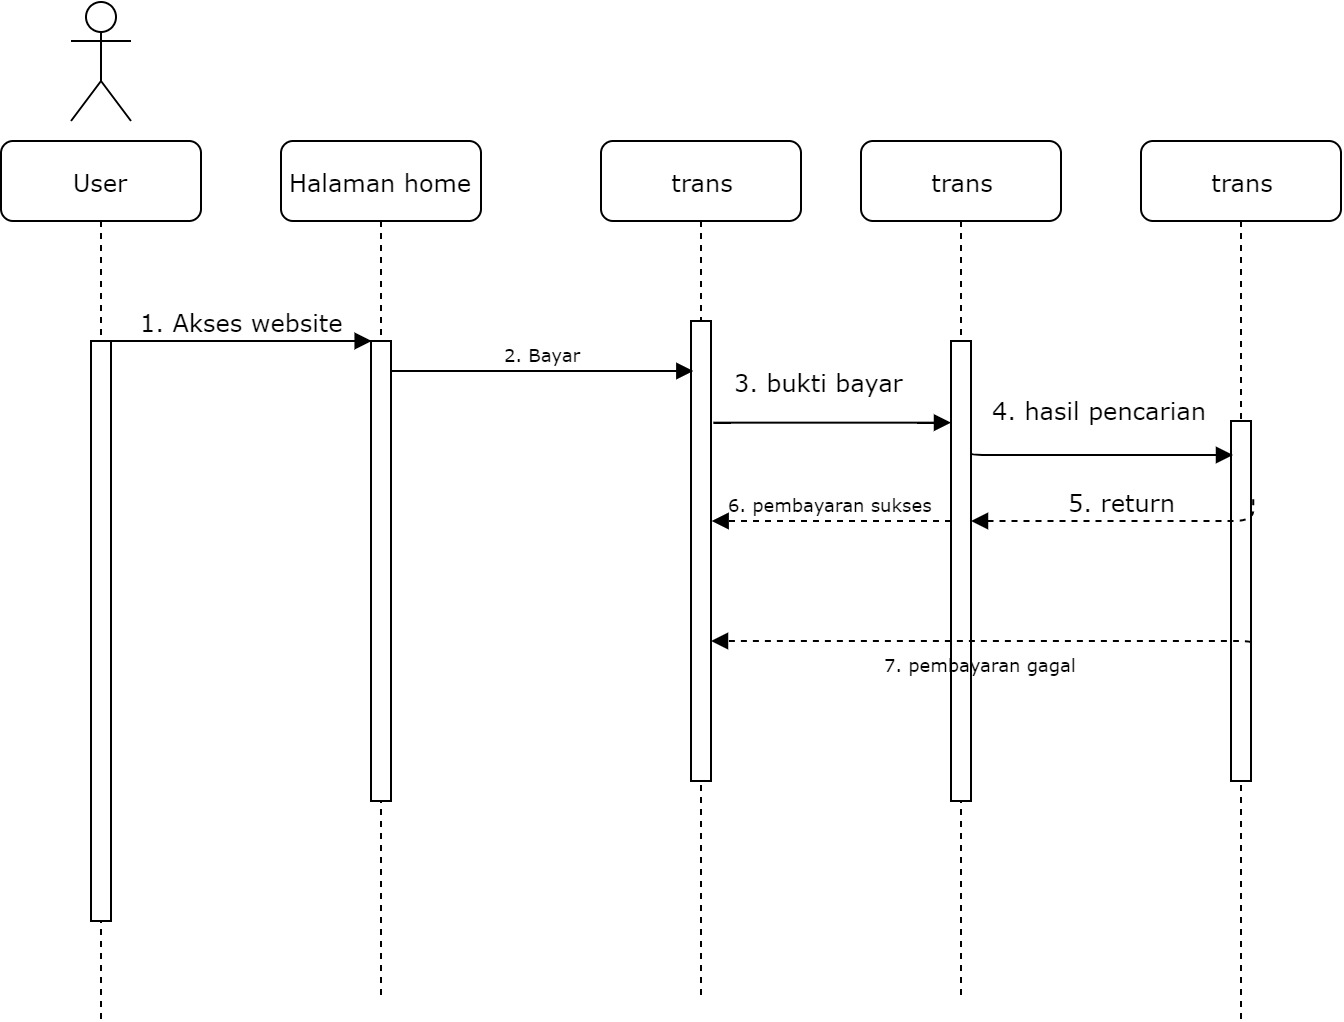 User
Halaman home
trans
trans
trans
1. Akses website
2. Bayar
3. bukti bayar
4. hasil pencarian
5. return
6. pembayaran sukses
7. pembayaran gagal